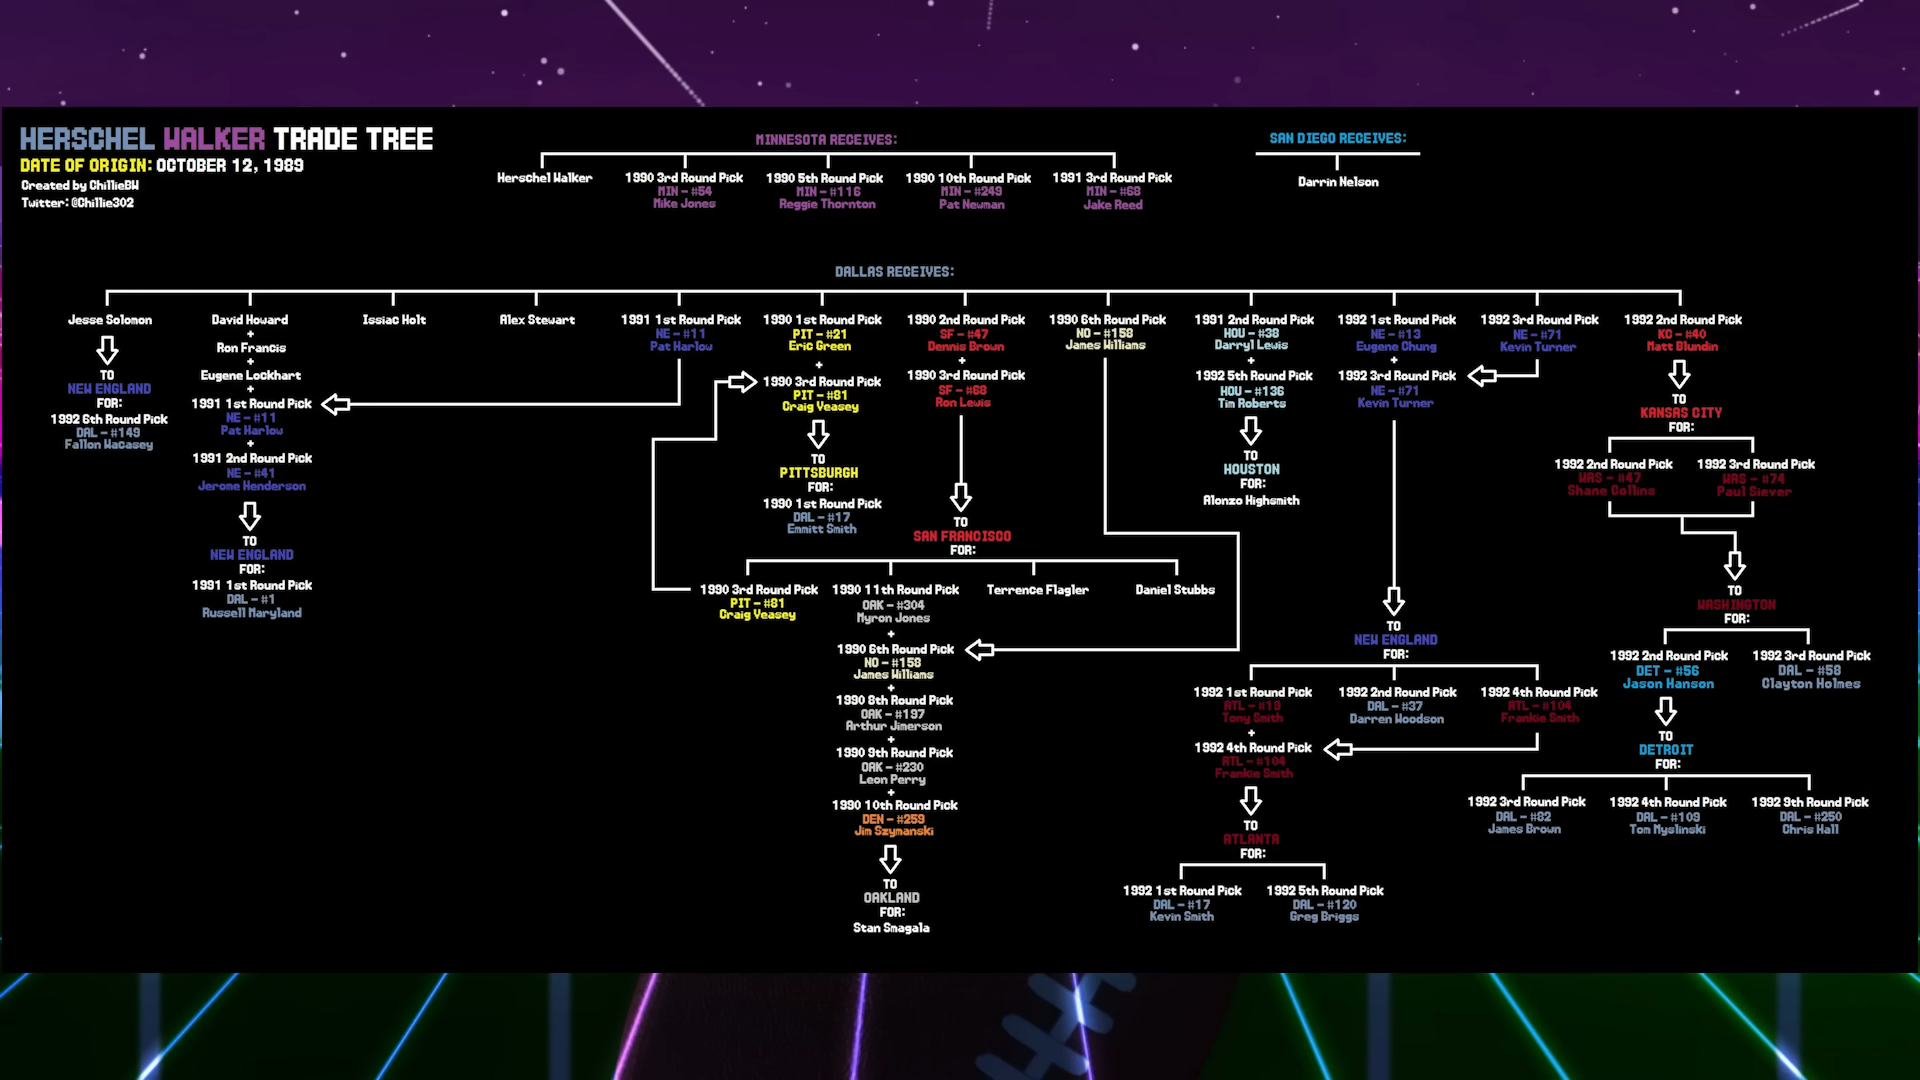 HERSCHEL WALKER TRADE TREE
DATE OF ORIGIN: OCTOBER 12, 1989
Created by ChillieBW
Twitter: @Chillie302
MINNESOTA RECEIVES:
Herschel Walker
1990 3rd Round Pick
MIN - #54
Mike Jones
1990 5th Round Pick
MIN - #116
Reggie Thornton
1990 10th Round Pick
MIN - #249
Pat Newman
1991 3rd Round Pick
MIN - #68
Jake Reed
SAN DIEGO RECEIVES:
Darrin Nelson
DALLAS RECEIVES:
Jesse Solomon
TO
NEW ENGLAND
FOR:
1992 6th Round Pick
DAL - #149
Fallon Wacasey
David Howard
+
Ron Francis
+
Eugene Lockhart
+
1991 1st Round Pick
NE - #11
Pat Harlow
+
1991 2nd Round Pick
NE - #41
Jerome Henderson
TO
NEW ENGLAND
FOR:
1991 1st Round Pick
DAL - #1
Russell Maryland
Issiac Holt
Alex Stewart
1991 1st Round Pick
NE - #11
Pat Harlow
1990 1st Round Pick
PIT - #21
Eric Green
+
1990 3rd Round Pick
PIT - #81
Craig Veasey
TO
PITTSBURGH
FOR:
1990 1st Round Pick
DAL - #17
Emmitt Smith
1990 2nd Round Pick
SF - #47
Dennis Brown
+
1990 3rd Round Pick
SF - #68
Ron Lewis
TO
SAN FRANCISCO
FOR:
1990 3rd Round Pick
PIT - #81
Craig Veasey
1990 11th Round Pick
OAK - #304
Myron Jones
+
1990 6th Round Pick
NO - #158
James Williams
+
1990 8th Round Pick
OAK - #197
Arthur Jimerson
+
1990 9th Round Pick
OAK - #230
Leon Perry
+
1990 10th Round Pick
DEN - #259
Jim Szymanski
TO
OAKLAND
FOR:
Stan Smagala
Terrence Flagler
Daniel Stubbs
1990 6th Round Pick
NO - #158
James Williams
1991 2nd Round Pick
HOU - #38
Darryl Lewis
+
1992 5th Round Pick
HOU - #136
Tim Roberts
TO
HOUSTON
FOR:
Alonzo Highsmith
1992 1st Round Pick
NE - #13
Eugene Chung
+
1992 3rd Round Pick
NE - #71
Kevin Turner
TO
NEW ENGLAND
FOR:
1992 1st Round Pick
ATL - #19
Tony Smith
+
1992 4th Round Pick
ATL - #104
Frankie Smith
TO
ATLANTA
FOR:
1992 1st Round Pick
DAL - #17
Kevin Smith
1992 5th Round Pick
DAL - #120
Greg Briggs
1992 2nd Round Pick
DAL - #37
Darren Woodson
1992 4th Round Pick
ATL - #104
Frankie Smith
1992 3rd Round Pick
NE - #71
Kevin Turner
1992 2nd Round Pick
KC - #40
Matt Blundin
TO
KANSAS CITY
FOR:
1992 2nd Round Pick
WAS - #47
Shane Collins
1992 3rd Round Pick
WAS - #74
Paul Siever
TO
WASHINGTON
FOR:
1992 2nd Round Pick
DET - #56
Jason Hanson
TO
DETROIT
FOR:
1992 3rd Round Pick
DAL - #82
James Brown
1992 4th Round Pick
DAL - #109
Tom Myslinski
1992 9th Round Pick
DAL - #250
Chris Hall
1992 3rd Round Pick
DAL - #58
Clayton Holmes